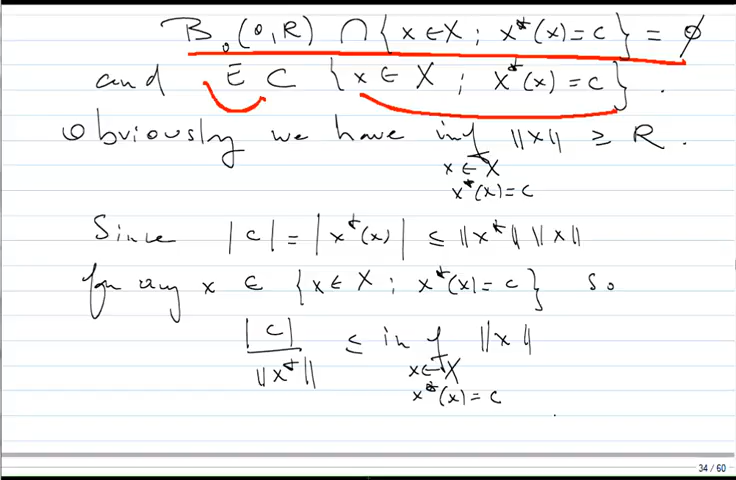 B₀(0,R) ∩ {x ∈ X ; x*(x) = c} = ∅
and E ⊂ {x ∈ X ; x*(x) = c}.
Obviously we have inf ||x|| ≥ R.
x ∈ X
x*(x) = c
Since |c| = |x*(x)| ≤ ||x*|| ||x||
for any x ∈ {x ∈ X ; x*(x) = c} so
|c| / ||x*|| ≤ inf ||x||
x ∈ X
x*(x) = c
34 / 60